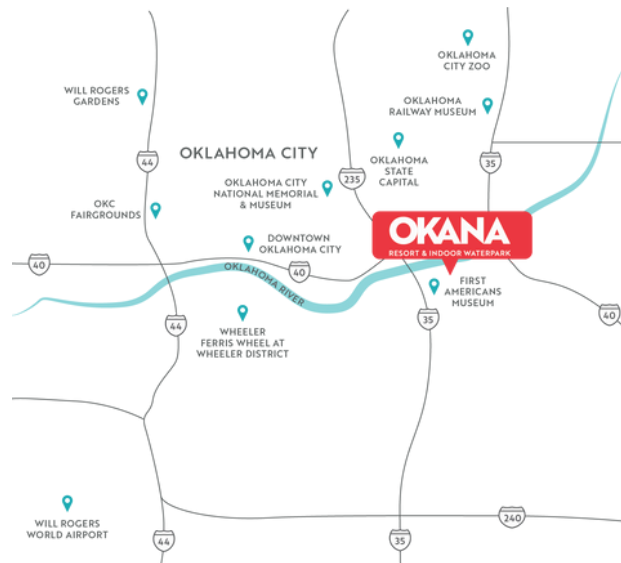 OKLAHOMA
CITY ZOO
WILL ROGERS
GARDENS
OKLAHOMA
RAILWAY MUSEUM
44
OKLAHOMA CITY
OKLAHOMA
STATE
CAPITAL
35
235
OKLAHOMA CITY
NATIONAL MEMORIAL
& MUSEUM
OKC
FAIRGROUNDS
OKANA
RESORT & INDOOR WATERPARK
DOWNTOWN
OKLAHOMA CITY
40
OKLAHOMA RIVER
40
FIRST
AMERICANS
MUSEUM
44
35
40
WHEELER
FERRIS WHEEL AT
WHEELER DISTRICT
WILL ROGERS
WORLD AIRPORT
240
44
35